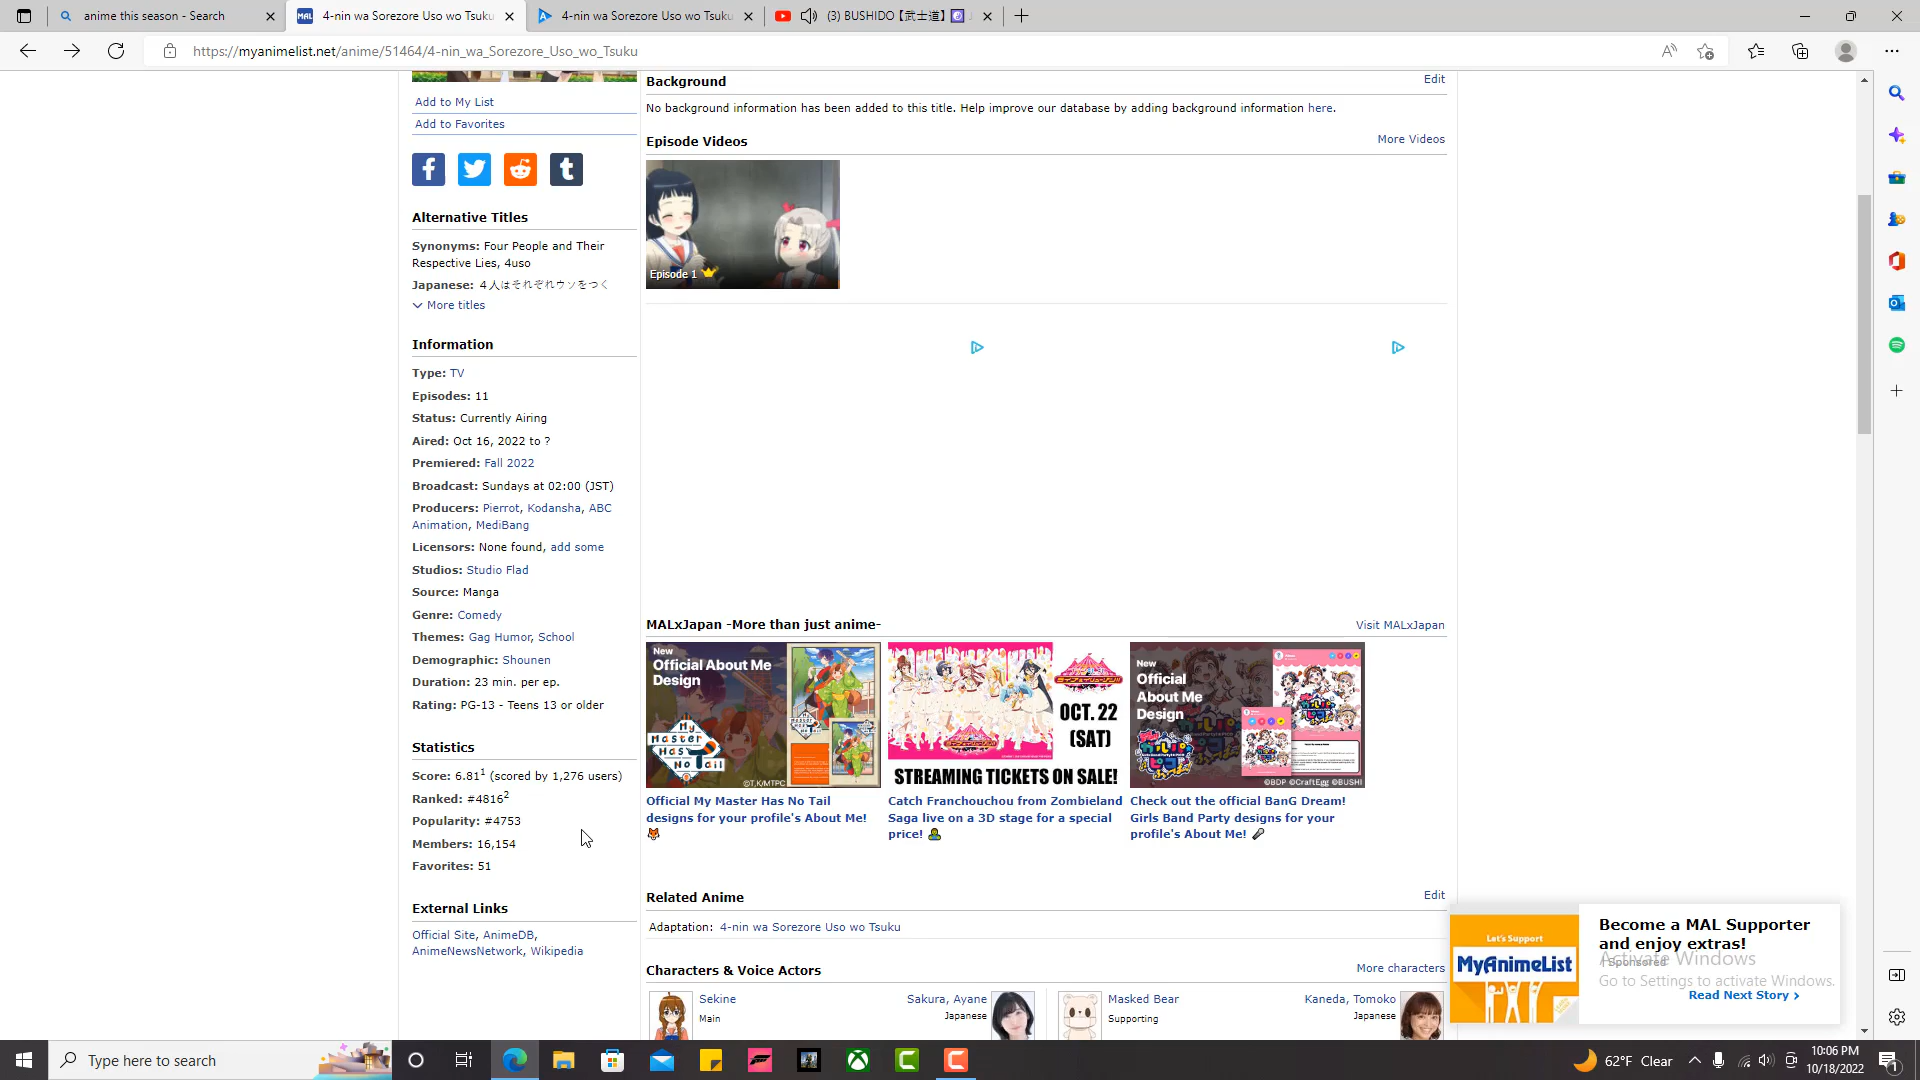 anime this season - Search
4-nin wa Sorezore Uso wo Tsuku
4-nin wa Sorezore Uso wo Tsuku
(3) BUSHIDO【武士道】
https://myanimelist.net/anime/51464/4-nin_wa_Sorezore_Uso_wo_Tsuku
Add to My List
Add to Favorites
Alternative Titles
Synonyms: Four People and Their
Respective Lies, 4uso
Japanese: 4人はそれぞれウソをつく
More titles
Information
Type: TV
Episodes: 11
Status: Currently Airing
Aired: Oct 16, 2022 to ?
Premiered: Fall 2022
Broadcast: Sundays at 02:00 (JST)
Producers: Pierrot, Kodansha, ABC
Animation, MediBang
Licensors: None found, add some
Studios: Studio Flad
Source: Manga
Genre: Comedy
Themes: Gag Humor, School
Demographic: Shounen
Duration: 23 min. per ep.
Rating: PG-13 - Teens 13 or older
Statistics
Score: 6.81¹ (scored by 1,276 users)
Ranked: #4816²
Popularity: #4753
Members: 16,154
Favorites: 51
External Links
Official Site, AnimeDB,
AnimeNewsNetwork, Wikipedia
Background
Edit
No background information has been added to this title. Help improve our database by adding background information here.
Episode Videos
More Videos
Episode 1
MALxJapan -More than just anime-
Visit MALxJapan
New
Official About Me
Design
My Master Has No Tail
©T,K/MTPC
OCT. 22
(SAT)
STREAMING TICKETS ON SALE!
New
Official
About Me
Design
©BDP ©CraftEgg ©BUSHI
Official My Master Has No Tail
designs for your profile's About Me!
Catch Franchouchou from Zombieland
Saga live on a 3D stage for a special
price!
Check out the official BanG Dream!
Girls Band Party designs for your
profile's About Me!
Related Anime
Edit
Adaptation: 4-nin wa Sorezore Uso wo Tsuku
Characters & Voice Actors
More characters
Sekine
Main
Sakura, Ayane
Japanese
Masked Bear
Supporting
Kaneda, Tomoko
Japanese
Let's Support
MyAnimeList
Become a MAL Supporter
and enjoy extras!
Sponsored
Activate Windows
Go to Settings to activate Windows.
Read Next Story
Type here to search
62°F Clear
10:06 PM
10/18/2022